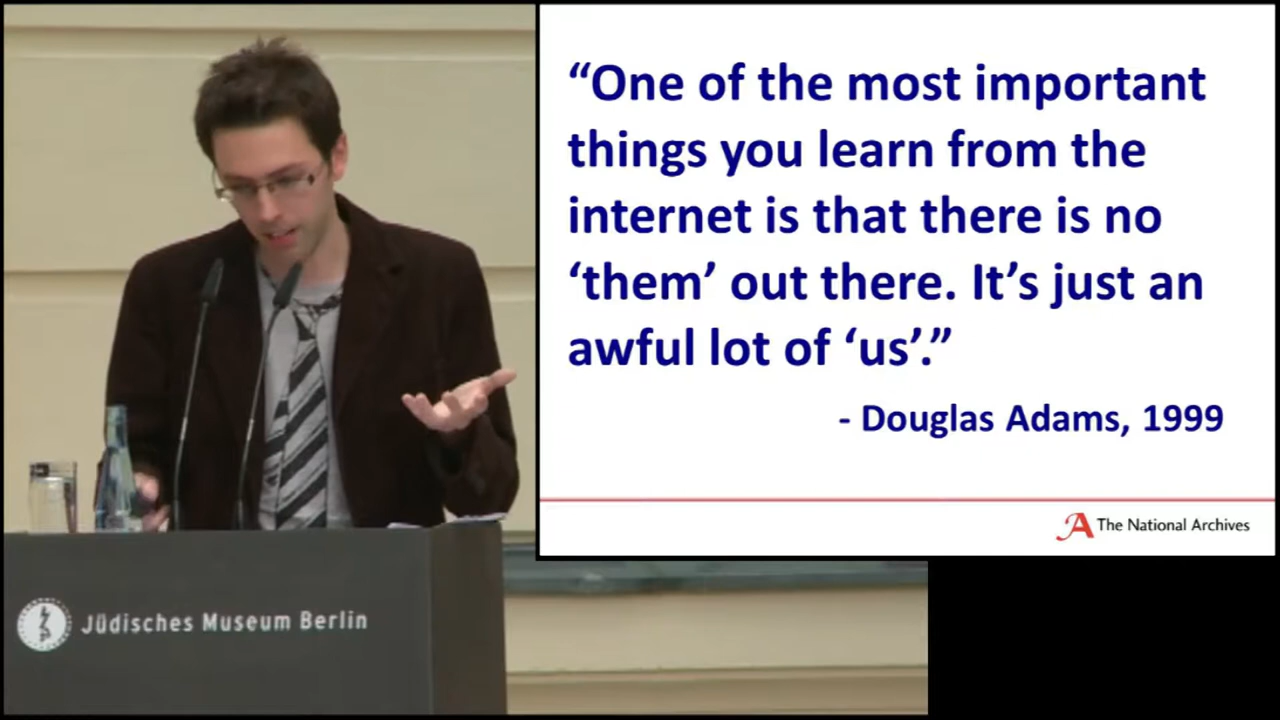 “One of the most important
things you learn from the
internet is that there is no
‘them’ out there. It’s just an
awful lot of ‘us’.”
- Douglas Adams, 1999
The National Archives
Jüdisches Museum Berlin